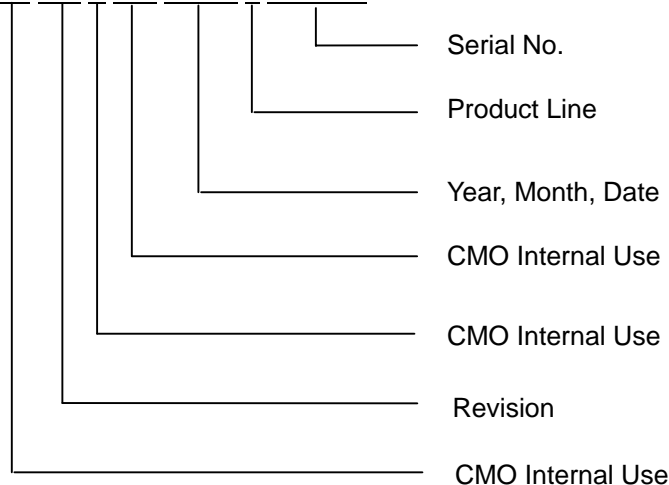 Serial No.
Product Line
Year, Month, Date
CMO Internal Use
CMO Internal Use
Revision
CMO Internal Use